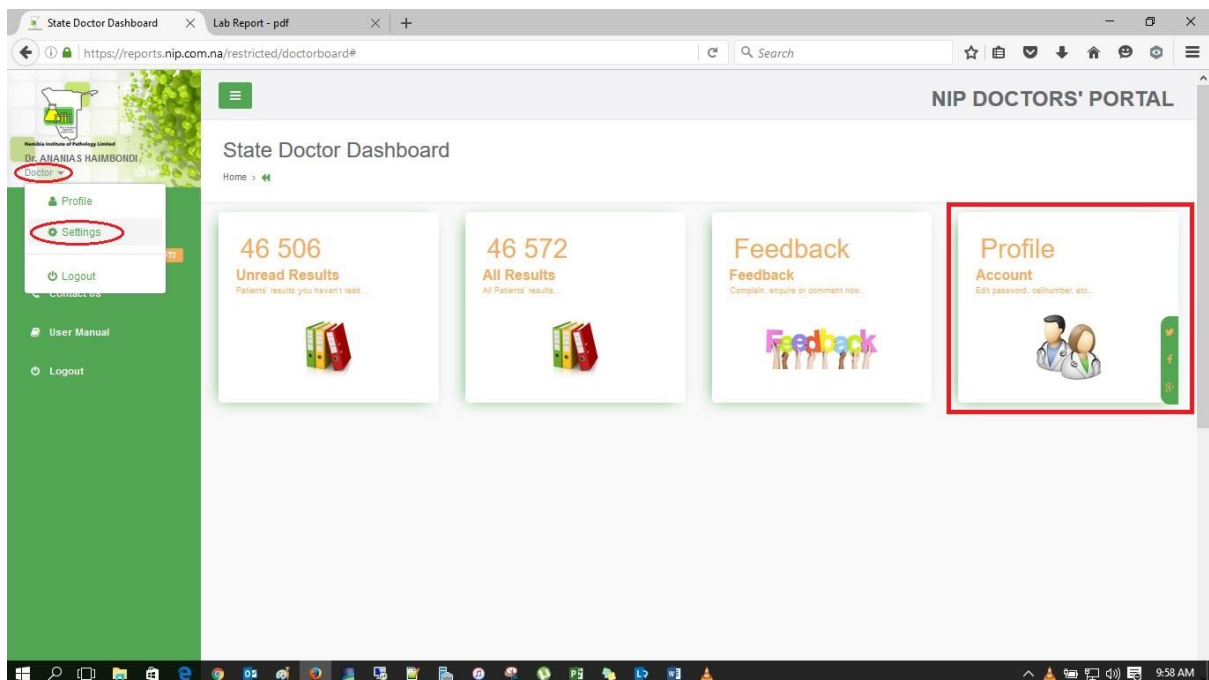 State Doctor Dashboard
Lab Report - pdf
https://reports.nip.com.na/restricted/doctorboard#
Search
Namibia Institute of Pathology Limited
Dr. ANANIAS HAIMBONDI
Doctor
Profile
Settings
Logout
72
Contact Us
User Manual
Logout
NIP DOCTORS' PORTAL
State Doctor Dashboard
Home >
46 506
Unread Results
Patients' results you haven't read...
46 572
All Results
All Patients' results...
Feedback
Feedback
Complain, enquire or comment now..
Feedback
Profile
Account
Edit password, cellnumber, etc..
9:58 AM